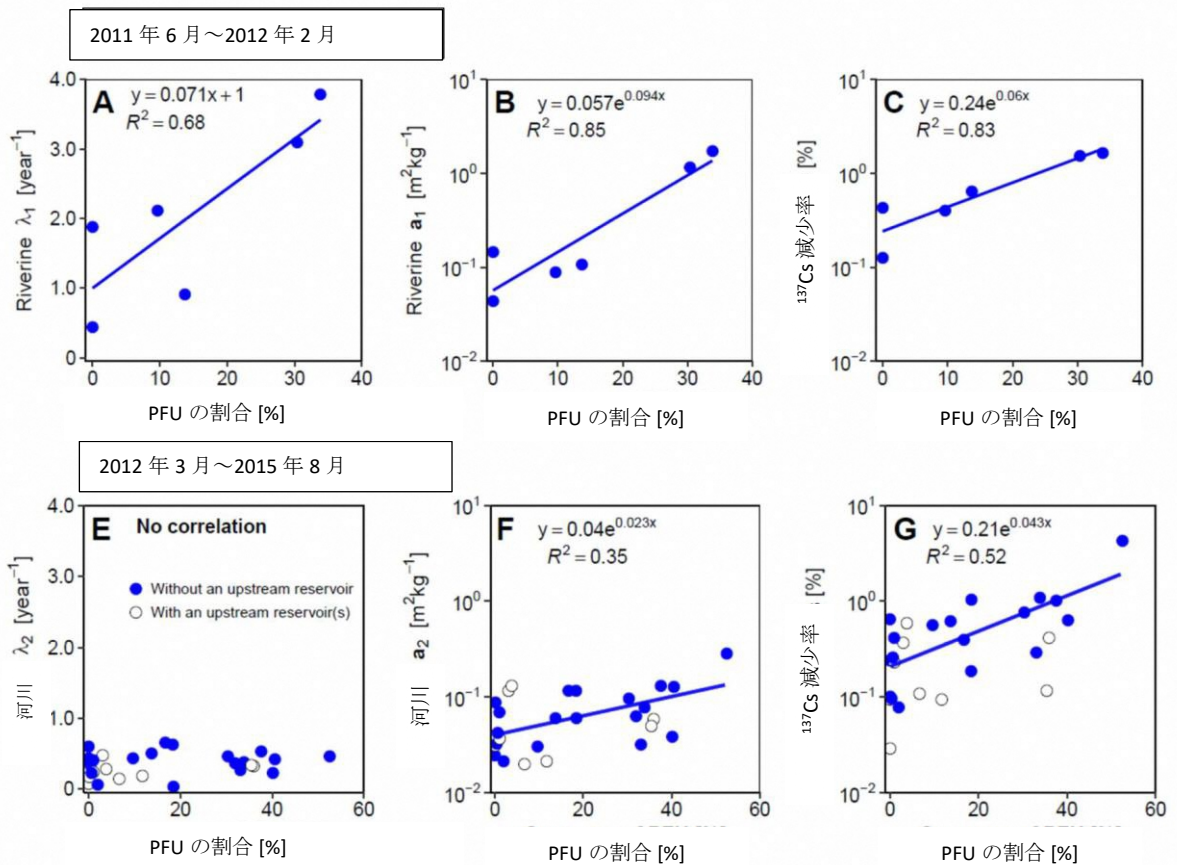 2011 年 6 月～2012 年 2 月
A
y = 0.071x + 1
R² = 0.68
Riverine λ₁ [year⁻¹]
4.0
3.0
2.0
1.0
0
0 10 20 30 40
PFU の割合 [%]
B
y = 0.057e^0.094x
R² = 0.85
Riverine a₁ [m²kg⁻¹]
10¹
10⁰
10⁻¹
10⁻²
0 10 20 30 40
PFU の割合 [%]
C
y = 0.24e^0.06x
R² = 0.83
¹³⁷Cs 減少率 [%]
10¹
10⁰
10⁻¹
10⁻²
0 10 20 30 40
PFU の割合 [%]
2012 年 3 月～2015 年 8 月
E No correlation
Without an upstream reservoir
With an upstream reservoir(s)
河川 λ₂ [year⁻¹]
4.0
3.0
2.0
1.0
0
0 20 40 60
PFU の割合 [%]
F
y = 0.04e^0.023x
R² = 0.35
河川 a₂ [m²kg⁻¹]
10¹
10⁰
10⁻¹
10⁻²
0 20 40 60
PFU の割合 [%]
G
y = 0.21e^0.043x
R² = 0.52
¹³⁷Cs 減少率 [%]
10¹
10⁰
10⁻¹
10⁻²
0 20 40 60
PFU の割合 [%]